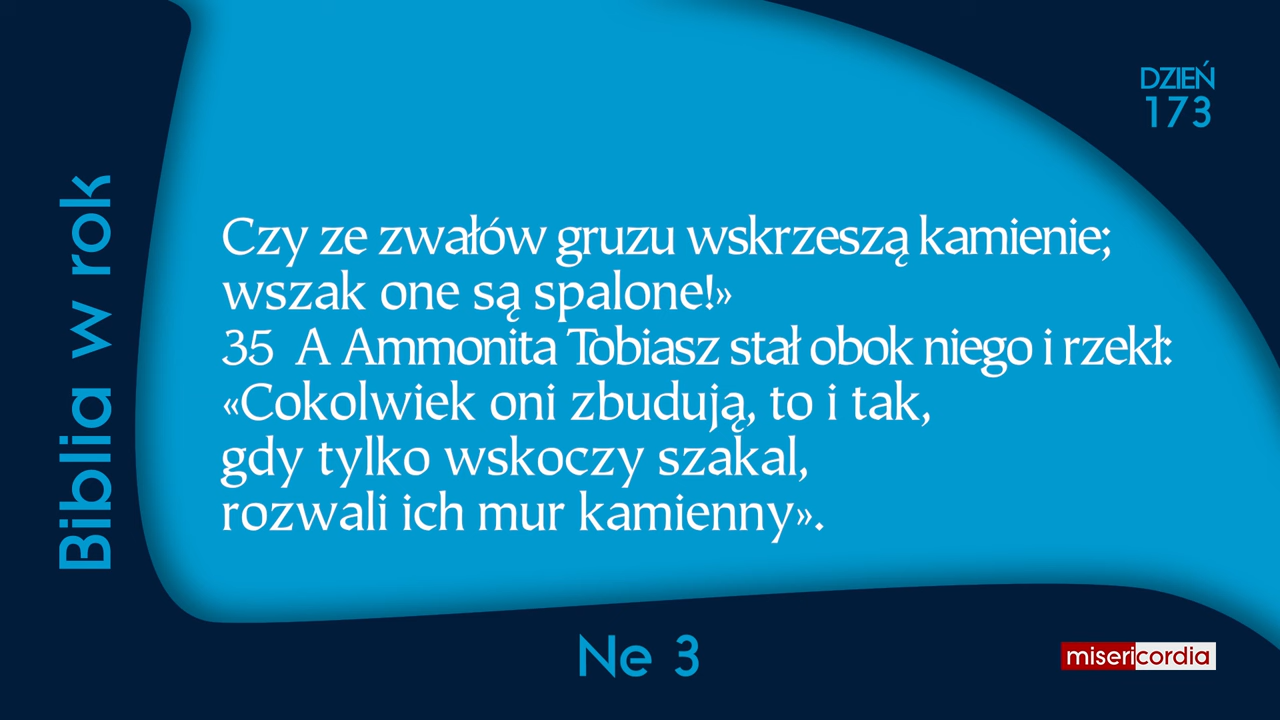 DZIEŃ
173
Biblia w rok
Czy ze zwałów gruzu wskrzeszą kamienie;
wszak one są spalone!»
35 A Ammonita Tobiasz stał obok niego i rzekł:
«Cokolwiek oni zbudują, to i tak,
gdy tylko wskoczy szakal,
rozwali ich mur kamienny».
Ne 3
misericordia